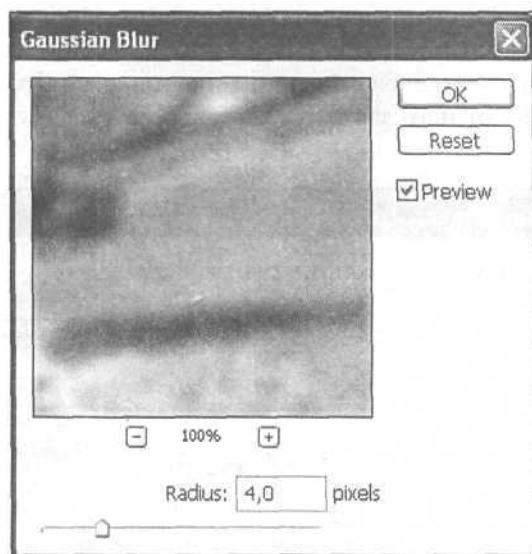 Gaussian Blur
OK
Reset
Preview
100%
Radius: 4,0 pixels